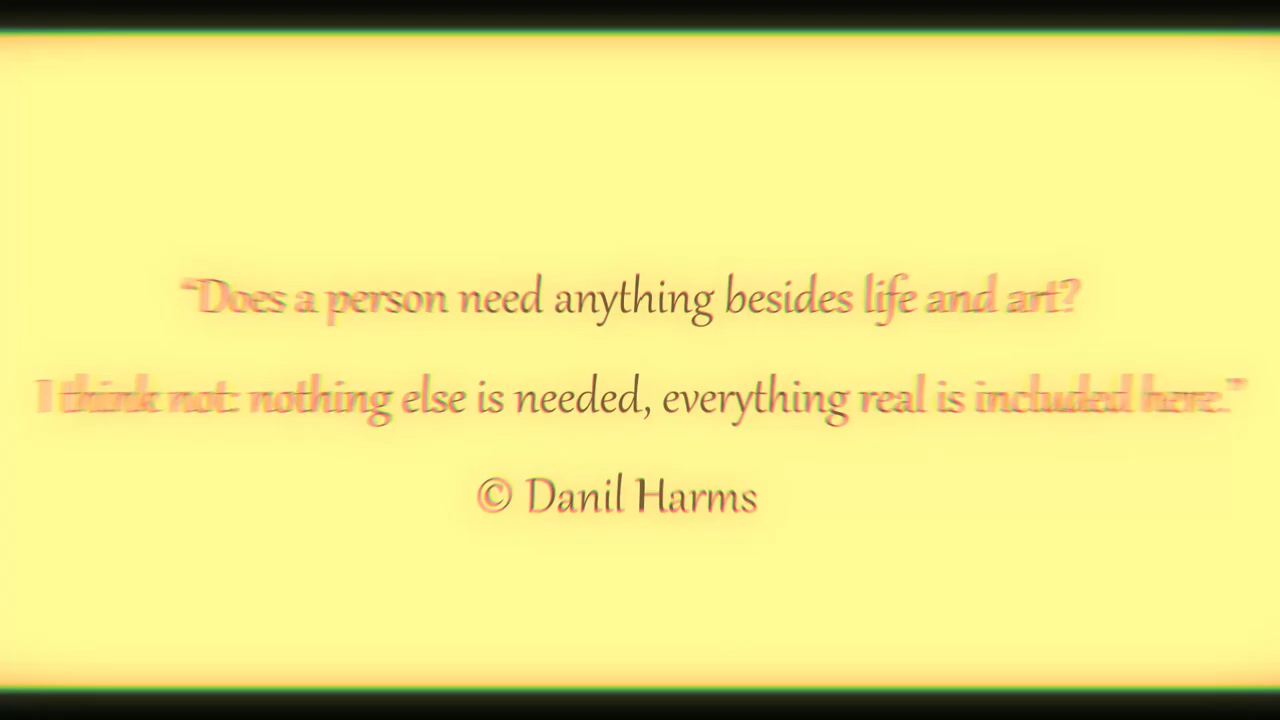 “Does a person need anything besides life and art?
I think not: nothing else is needed, everything real is included here.”
© Danil Harms